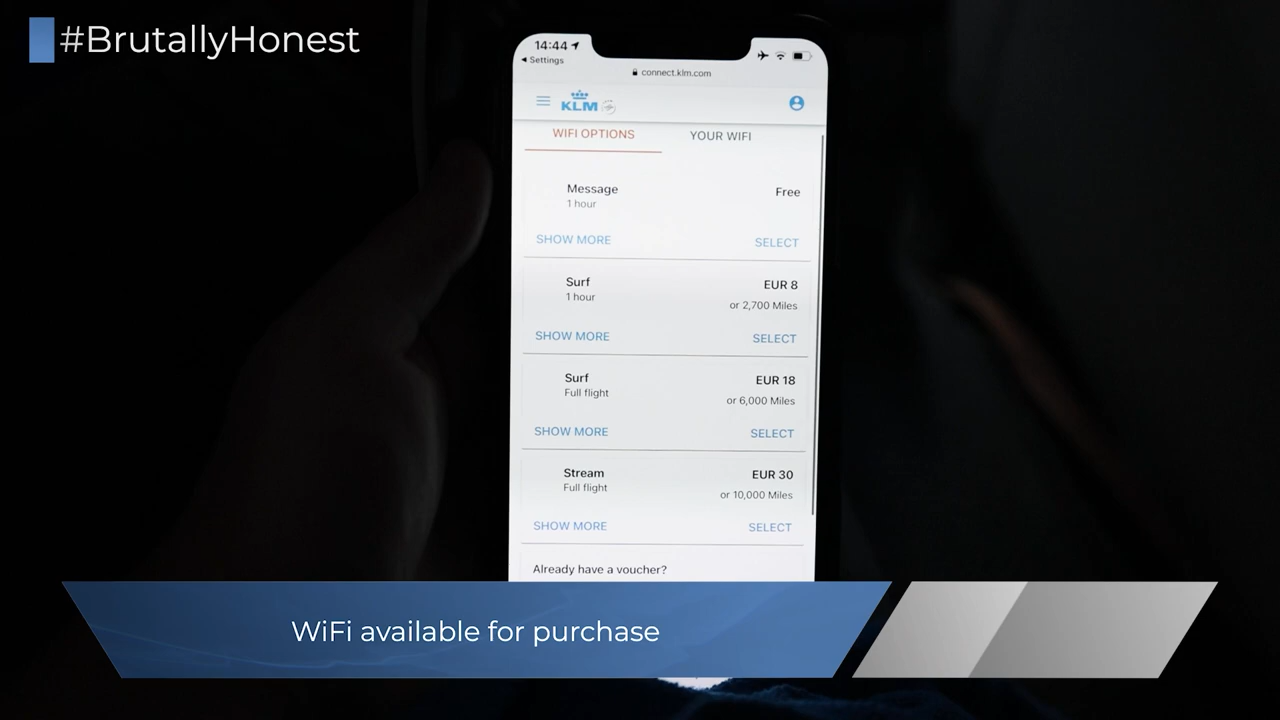 #BrutallyHonest
14:44
Settings
connect.klm.com
KLM
WIFI OPTIONS
YOUR WIFI
Message
Free
1 hour
SHOW MORE
SELECT
Surf
EUR 8
1 hour
or 2,700 Miles
SHOW MORE
SELECT
Surf
EUR 18
Full flight
or 6,000 Miles
SHOW MORE
SELECT
Stream
EUR 30
Full flight
or 10,000 Miles
SHOW MORE
SELECT
Already have a voucher?
WiFi available for purchase